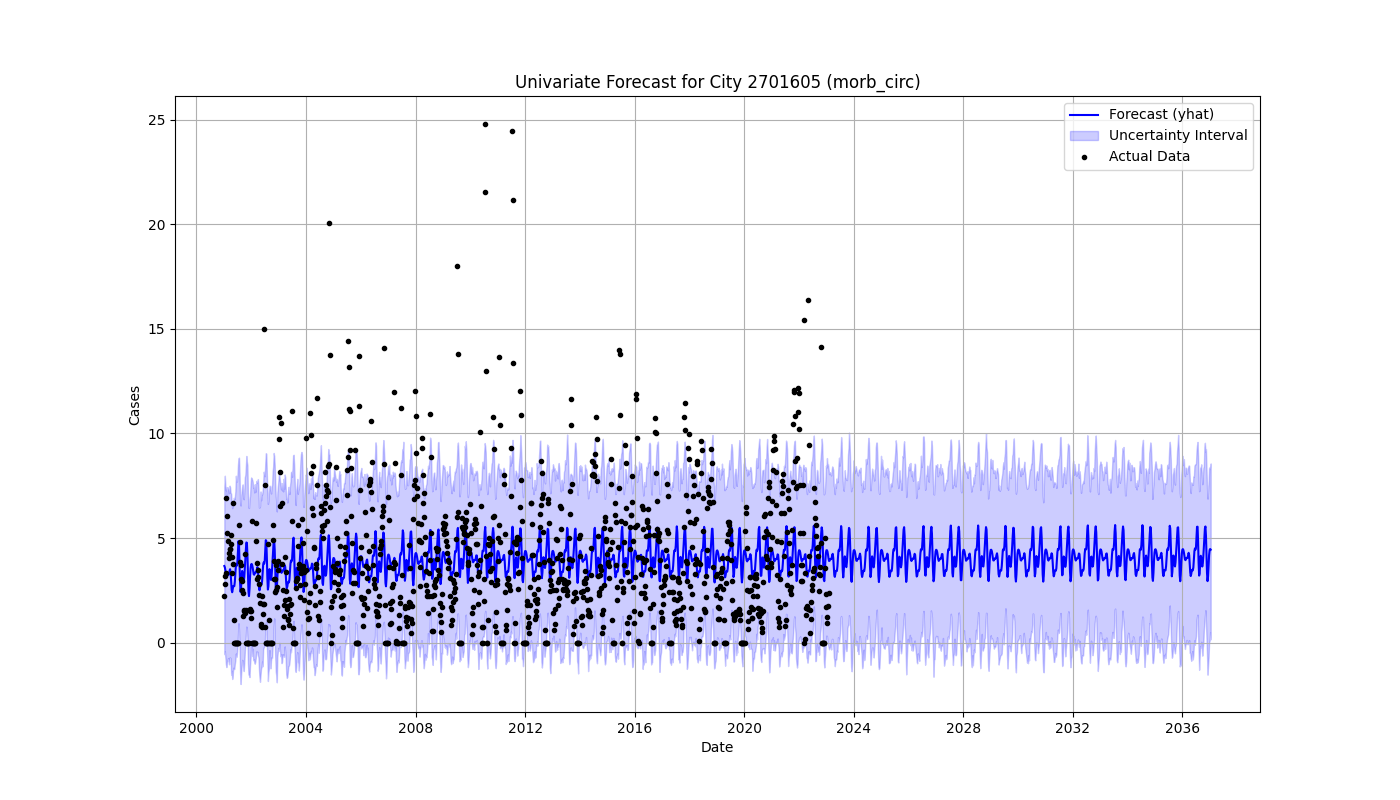 Univariate Forecast for City 2701605 (morb_circ)
Forecast (yhat)
Uncertainty Interval
Actual Data
25
20
15
10
5
0
Cases
2000 2004 2008 2012 2016 2020 2024 2028 2032 2036
Date